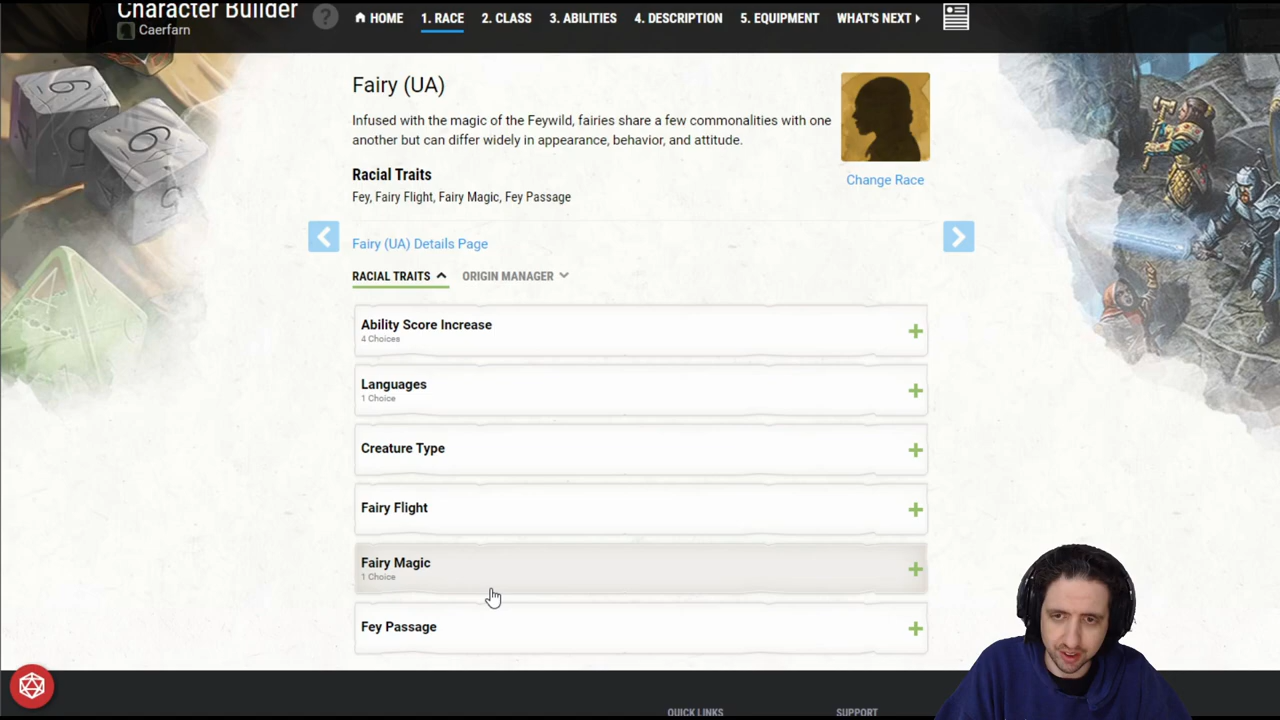 Character Builder
Caerfarn
?
HOME
1. RACE
2. CLASS
3. ABILITIES
4. DESCRIPTION
5. EQUIPMENT
WHAT'S NEXT
Fairy (UA)
Infused with the magic of the Feywild, fairies share a few commonalities with one
another but can differ widely in appearance, behavior, and attitude.
Racial Traits
Fey, Fairy Flight, Fairy Magic, Fey Passage
Change Race
Fairy (UA) Details Page
RACIAL TRAITS
ORIGIN MANAGER
Ability Score Increase
4 Choices
Languages
1 Choice
Creature Type
Fairy Flight
Fairy Magic
1 Choice
Fey Passage
QUICK LINKS
SUPPORT